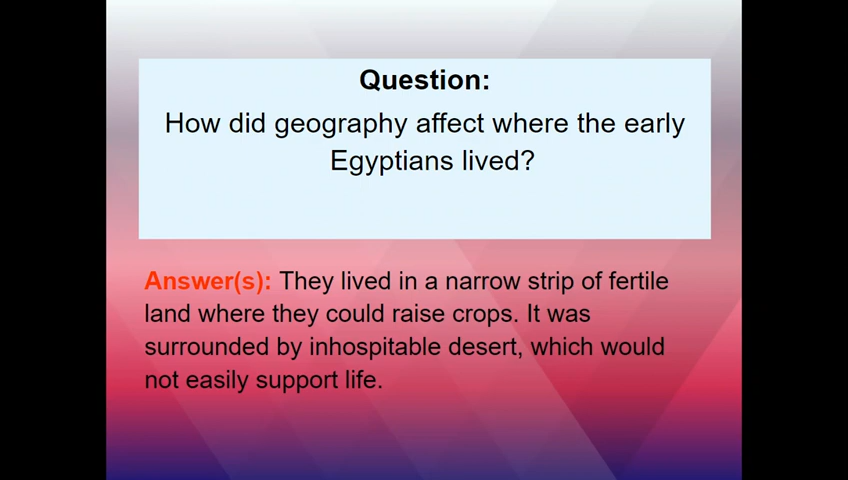 Question:
How did geography affect where the early
Egyptians lived?
Answer(s): They lived in a narrow strip of fertile
land where they could raise crops. It was
surrounded by inhospitable desert, which would
not easily support life.